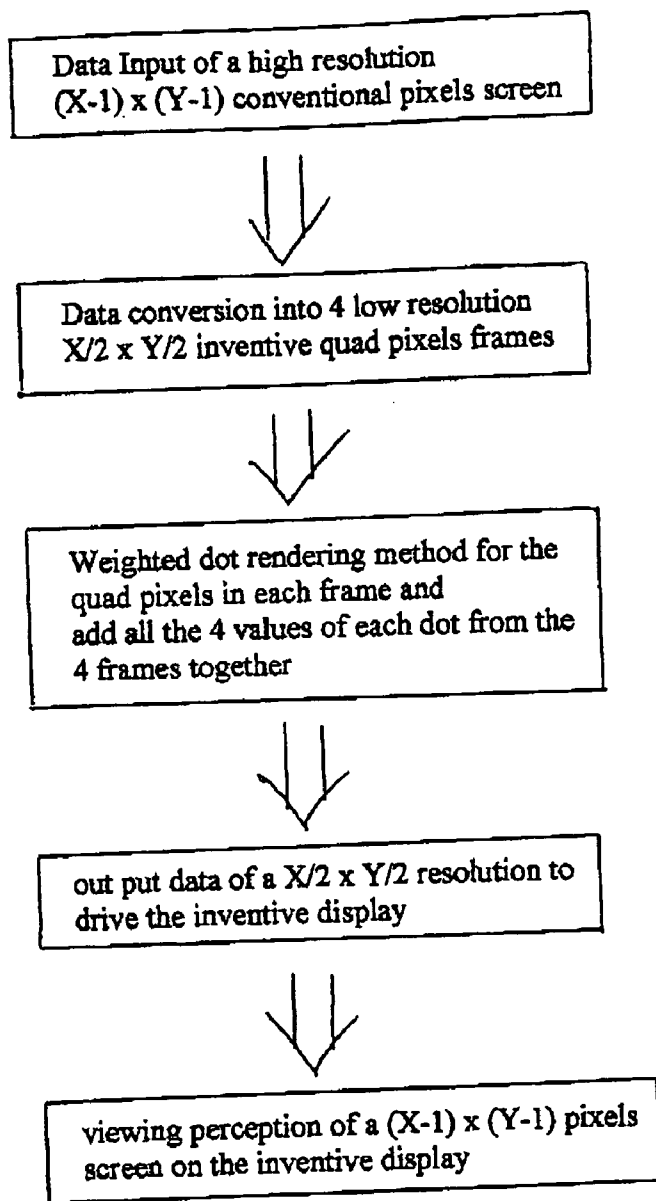 Data Input of a high resolution
(X-1) x (Y-1) conventional pixels screen
Data conversion into 4 low resolution
X/2 x Y/2 inventive quad pixels frames
Weighted dot rendering method for the
quad pixels in each frame and
add all the 4 values of each dot from the
4 frames together
out put data of a X/2 x Y/2 resolution to
drive the inventive display
viewing perception of a (X-1) x (Y-1) pixels
screen on the inventive display